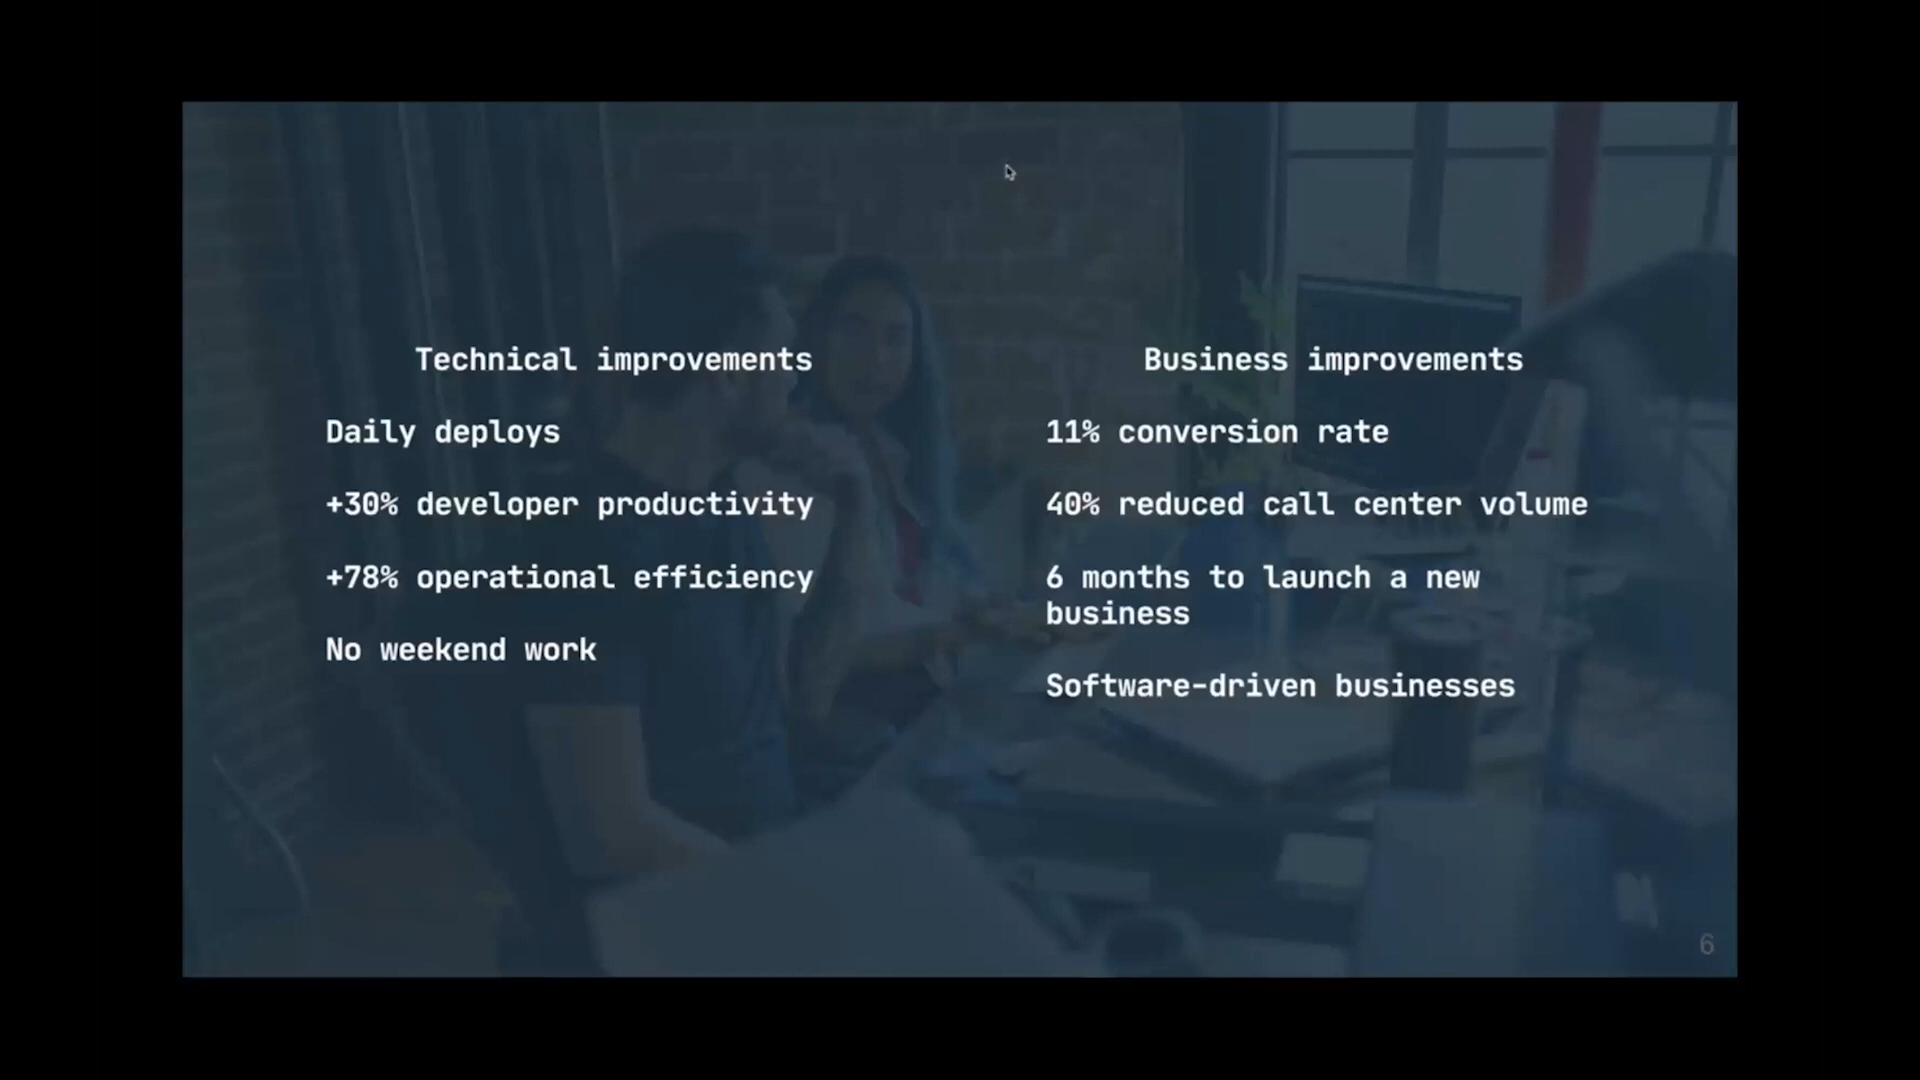 Technical improvements
Daily deploys
+30% developer productivity
+78% operational efficiency
No weekend work
Business improvements
11% conversion rate
40% reduced call center volume
6 months to launch a new
business
Software-driven businesses
6